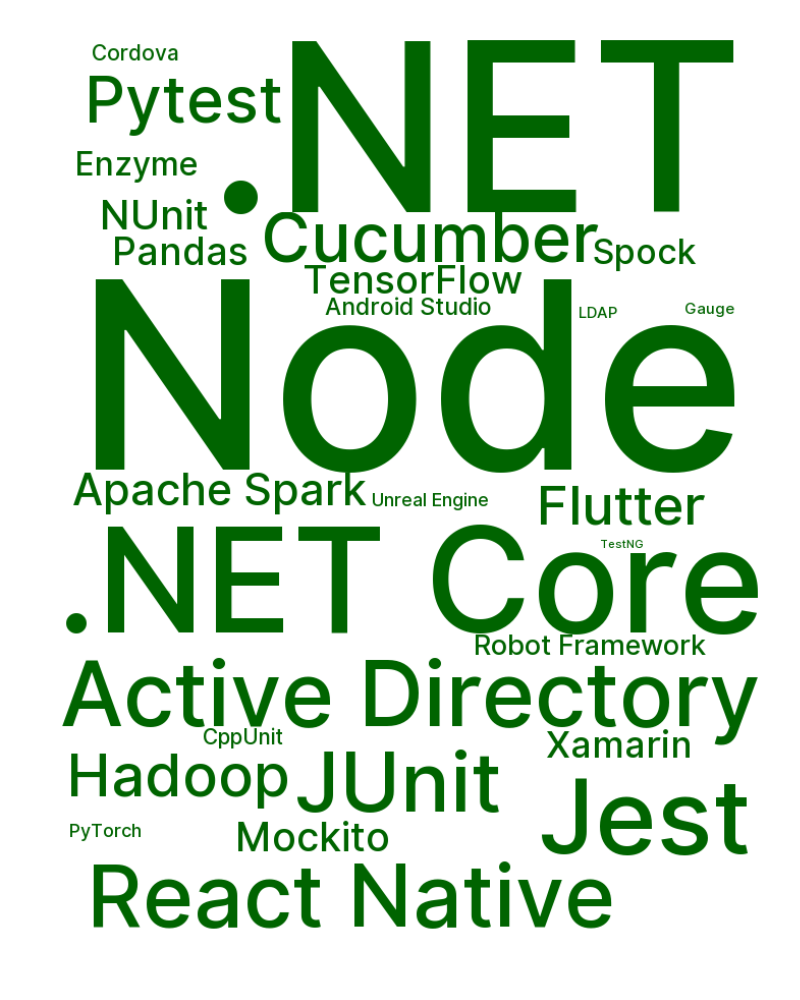 Cordova
.NET
Pytest
Enzyme
NUnit
Cucumber
Pandas
Spock
TensorFlow
Android Studio
LDAP
Gauge
Node
Apache Spark
Unreal Engine
Flutter
TestNG
.NET Core
Robot Framework
Active Directory
CppUnit
Xamarin
Hadoop
JUnit
Jest
PyTorch
Mockito
React Native